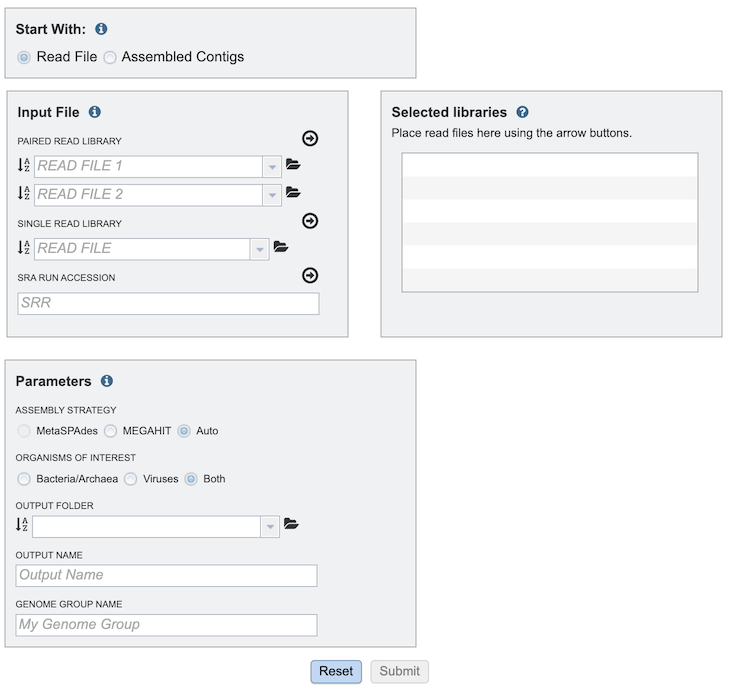 Start With:
Read File Assembled Contigs
Input File
PAIRED READ LIBRARY
READ FILE 1
READ FILE 2
SINGLE READ LIBRARY
READ FILE
SRA RUN ACCESSION
SRR
Selected libraries
Place read files here using the arrow buttons.
Parameters
ASSEMBLY STRATEGY
MetaSPAdes MEGAHIT Auto
ORGANISMS OF INTEREST
Bacteria/Archaea Viruses Both
OUTPUT FOLDER
OUTPUT NAME
Output Name
GENOME GROUP NAME
My Genome Group
Reset Submit